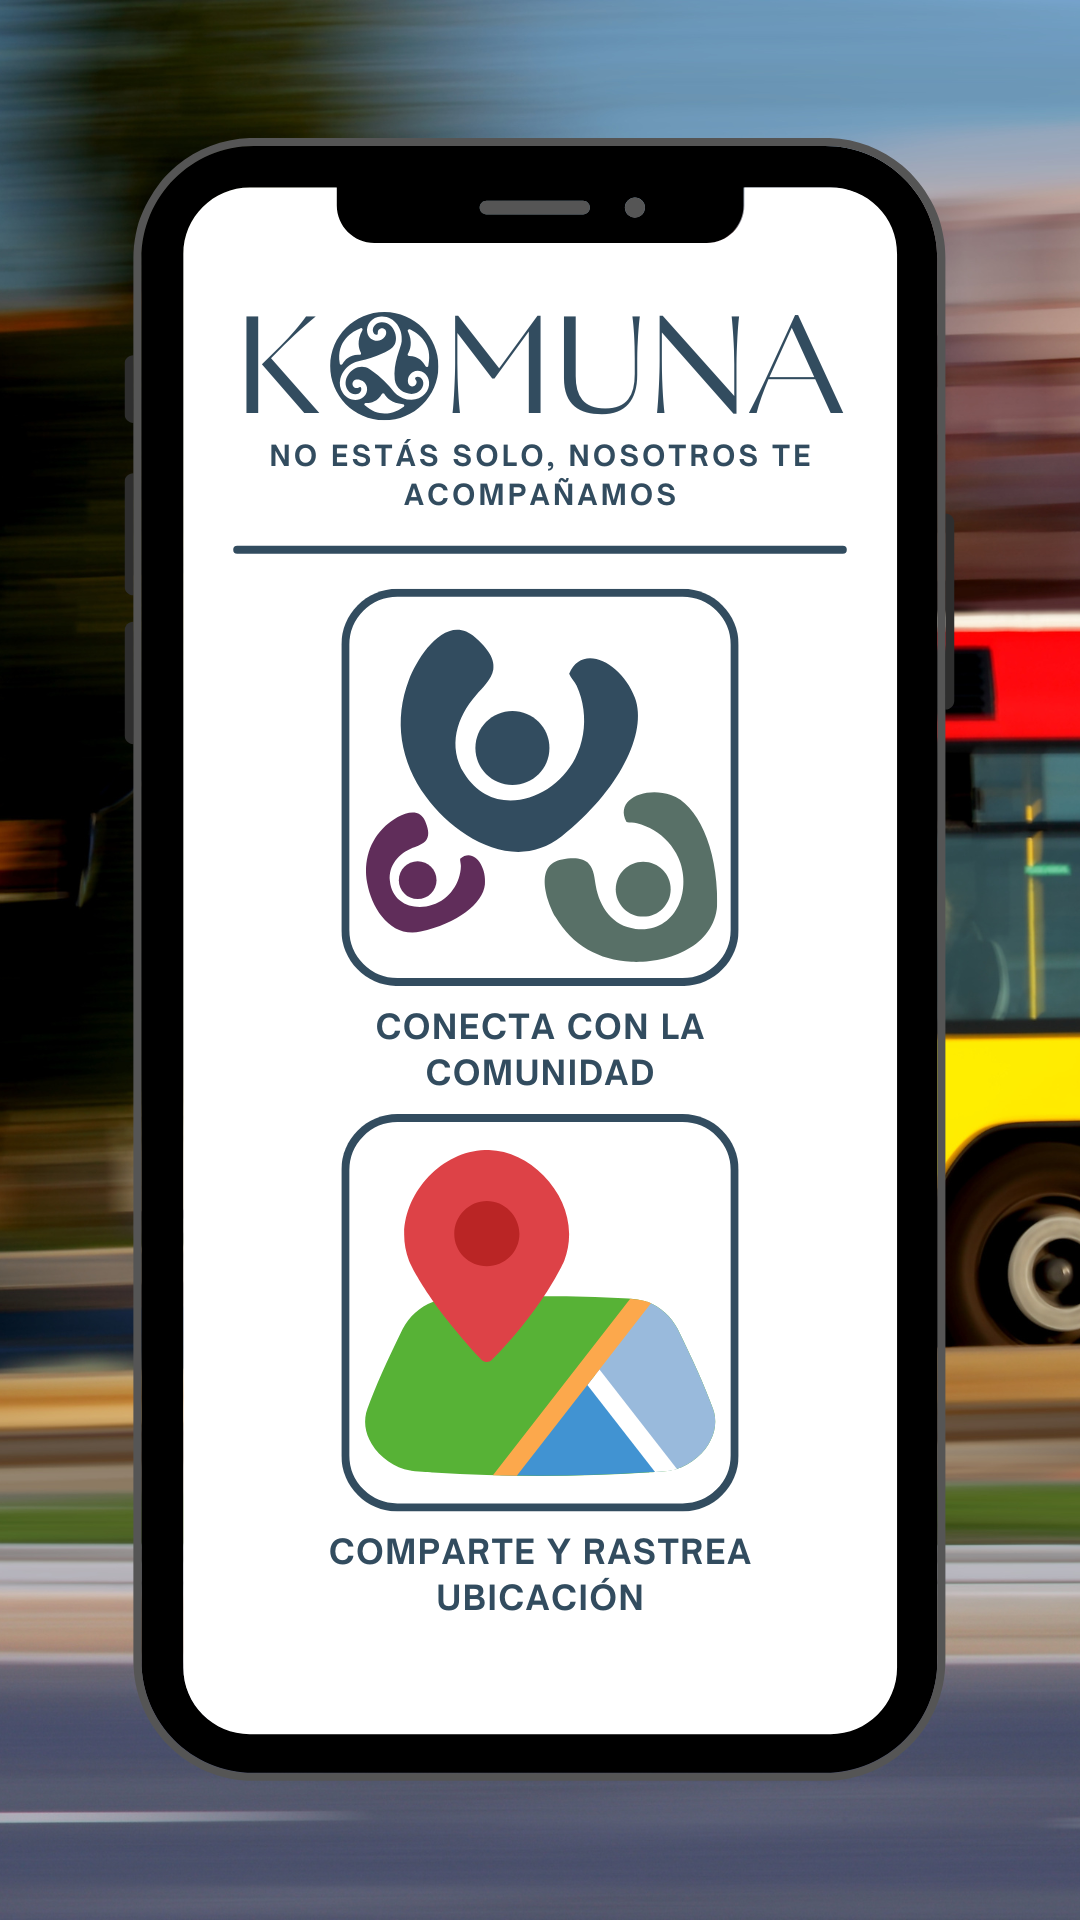 KOMUNA
NO ESTÁS SOLO, NOSOTROS TE
ACOMPAÑAMOS
CONECTA CON LA
COMUNIDAD
COMPARTE Y RASTREA
UBICACIÓN